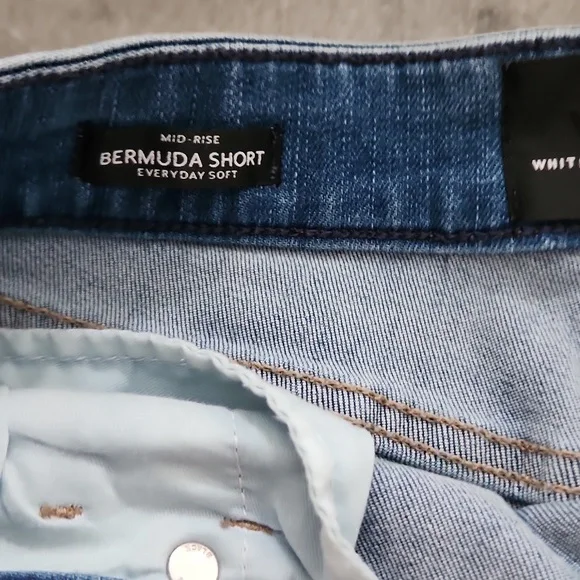 MID-RISE
BERMUDA SHORT
EVERYDAY SOFT
WHIT